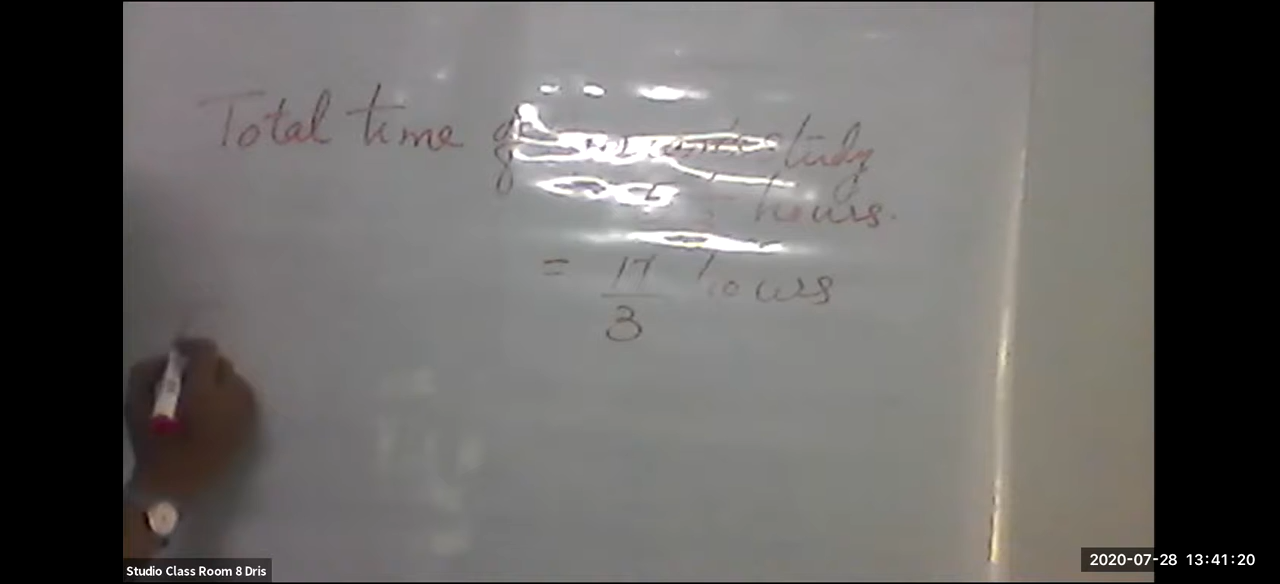 Total time of study
hours.
= 17/3 hours
Studio Class Room 8 Dris
2020-07-28 13:41:20